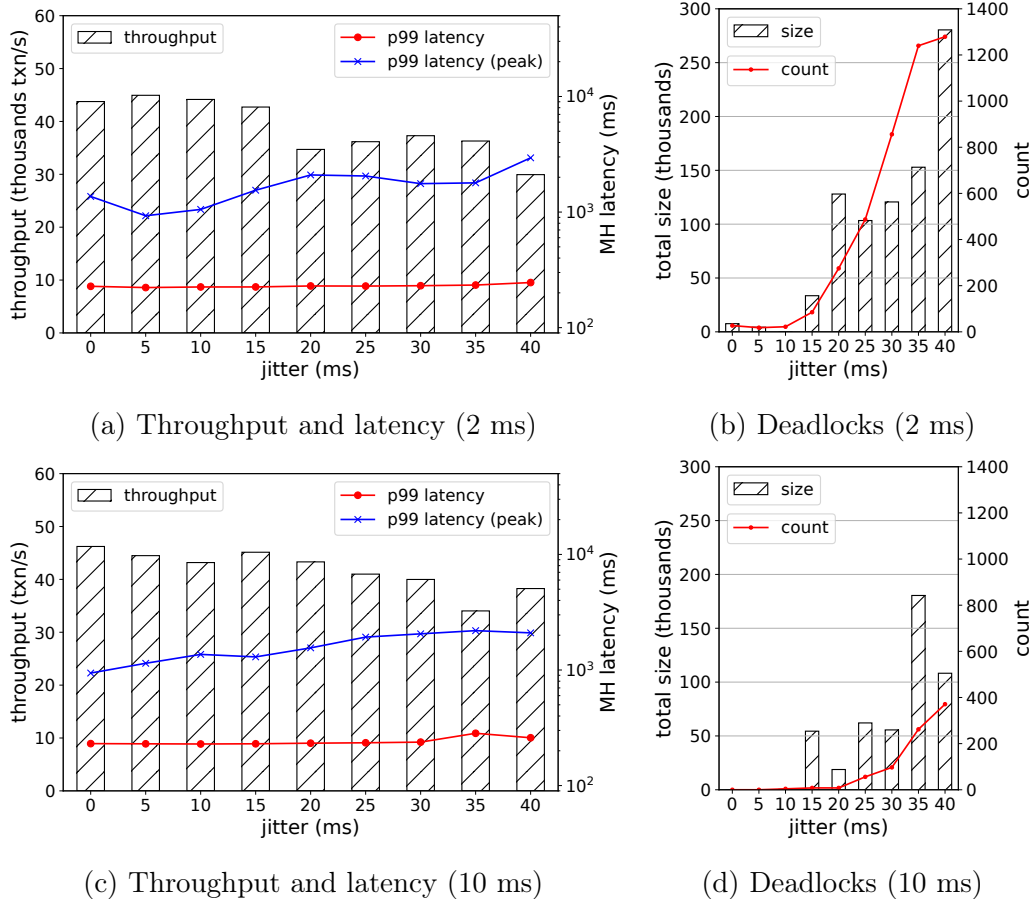 60
50
40
30
20
10
0
throughput (thousands txn/s)
throughput
p99 latency
p99 latency (peak)
10^4
10^3
10^2
MH latency (ms)
0 5 10 15 20 25 30 35 40
jitter (ms)
(a) Throughput and latency (2 ms)
300
250
200
150
100
50
0
total size (thousands)
size
count
1400
1200
1000
800
600
400
200
0
count
0 5 10 15 20 25 30 35 40
jitter (ms)
(b) Deadlocks (2 ms)
60
50
40
30
20
10
0
throughput (txn/s)
throughput
p99 latency
p99 latency (peak)
10^4
10^3
10^2
MH latency (ms)
0 5 10 15 20 25 30 35 40
jitter (ms)
(c) Throughput and latency (10 ms)
300
250
200
150
100
50
0
total size (thousands)
size
count
1400
1200
1000
800
600
400
200
0
count
0 5 10 15 20 25 30 35 40
jitter (ms)
(d) Deadlocks (10 ms)